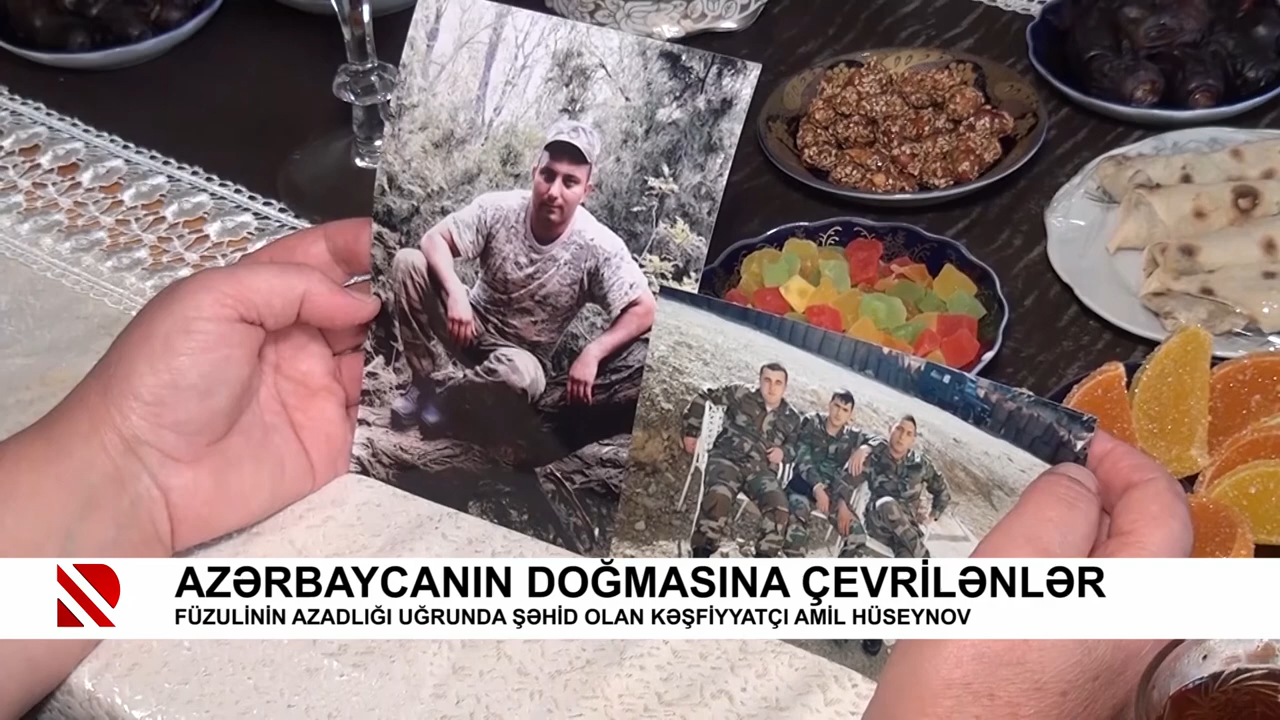 AZƏRBAYCANIN DOĞMASINA ÇEVRİLƏNLƏR
FÜZULİNİN AZADLIĞI UĞRUNDA ŞƏHİD OLAN KƏŞFİYYATÇI AMİL HÜSEYNOV